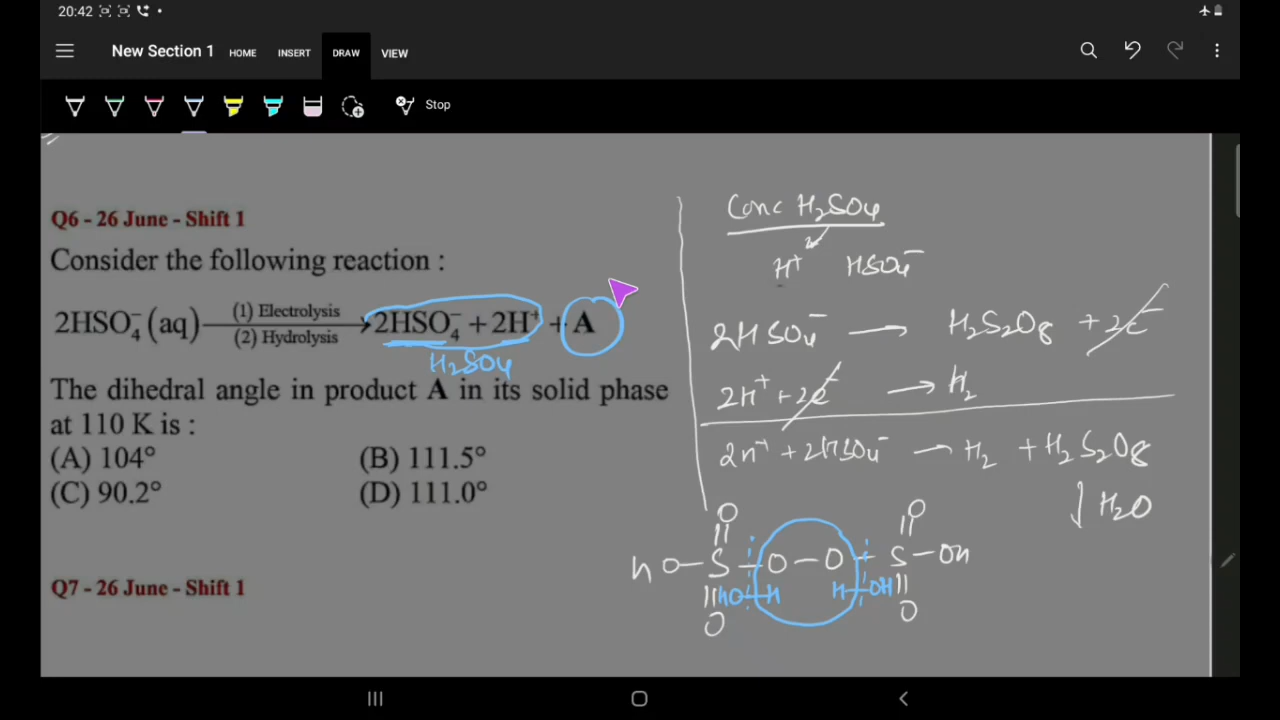 20:42
New Section 1 HOME INSERT DRAW VIEW
Stop
Q6 - 26 June - Shift 1
Consider the following reaction :
2HSO₄⁻(aq) (1) Electrolysis (2) Hydrolysis → 2HSO₄⁻ + 2H⁺ + A
H₂SO₄
The dihedral angle in product A in its solid phase
at 110 K is :
(A) 104° (B) 111.5°
(C) 90.2° (D) 111.0°
Q7 - 26 June - Shift 1
Conc H₂SO₄
H⁺ HSO₄⁻
2HSO₄⁻ → H₂S₂O₈ + 2e⁻
2H⁺ + 2e⁻ → H₂
2H⁺ + 2HSO₄⁻ → H₂ + H₂S₂O₈
↓ H₂O
O O
HO–S–O–O–S–OH
HO–H H–OH
O O